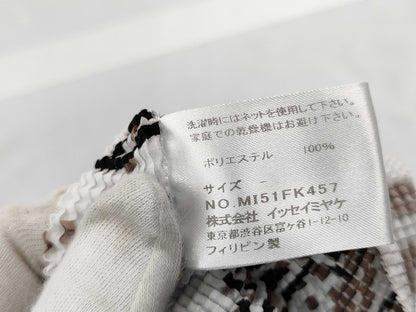 洗濯時にはネットを使用して下さい。
家庭での乾燥機はお避け下さい。
ポリエステル 100%
サイズ -
NO.MI51FK457
株式会社 イッセイミヤケ
東京都渋谷区富ヶ谷1-12-10
フィリピン製